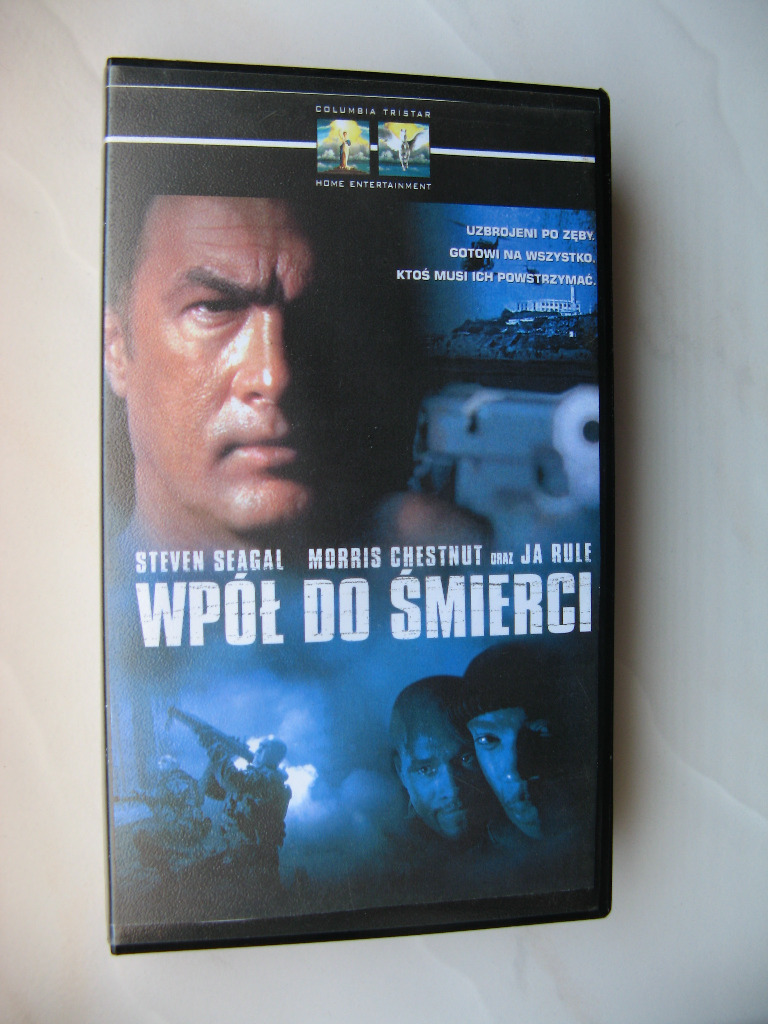 COLUMBIA TRISTAR
HOME ENTERTAINMENT
UZBROJENI PO ZĘBY.
GOTOWI NA WSZYSTKO.
KTOŚ MUSI ICH POWSTRZYMAĆ.
STEVEN SEAGAL MORRIS CHESTNUT ORAZ JA RULE
WPÓŁ DO ŚMIERCI